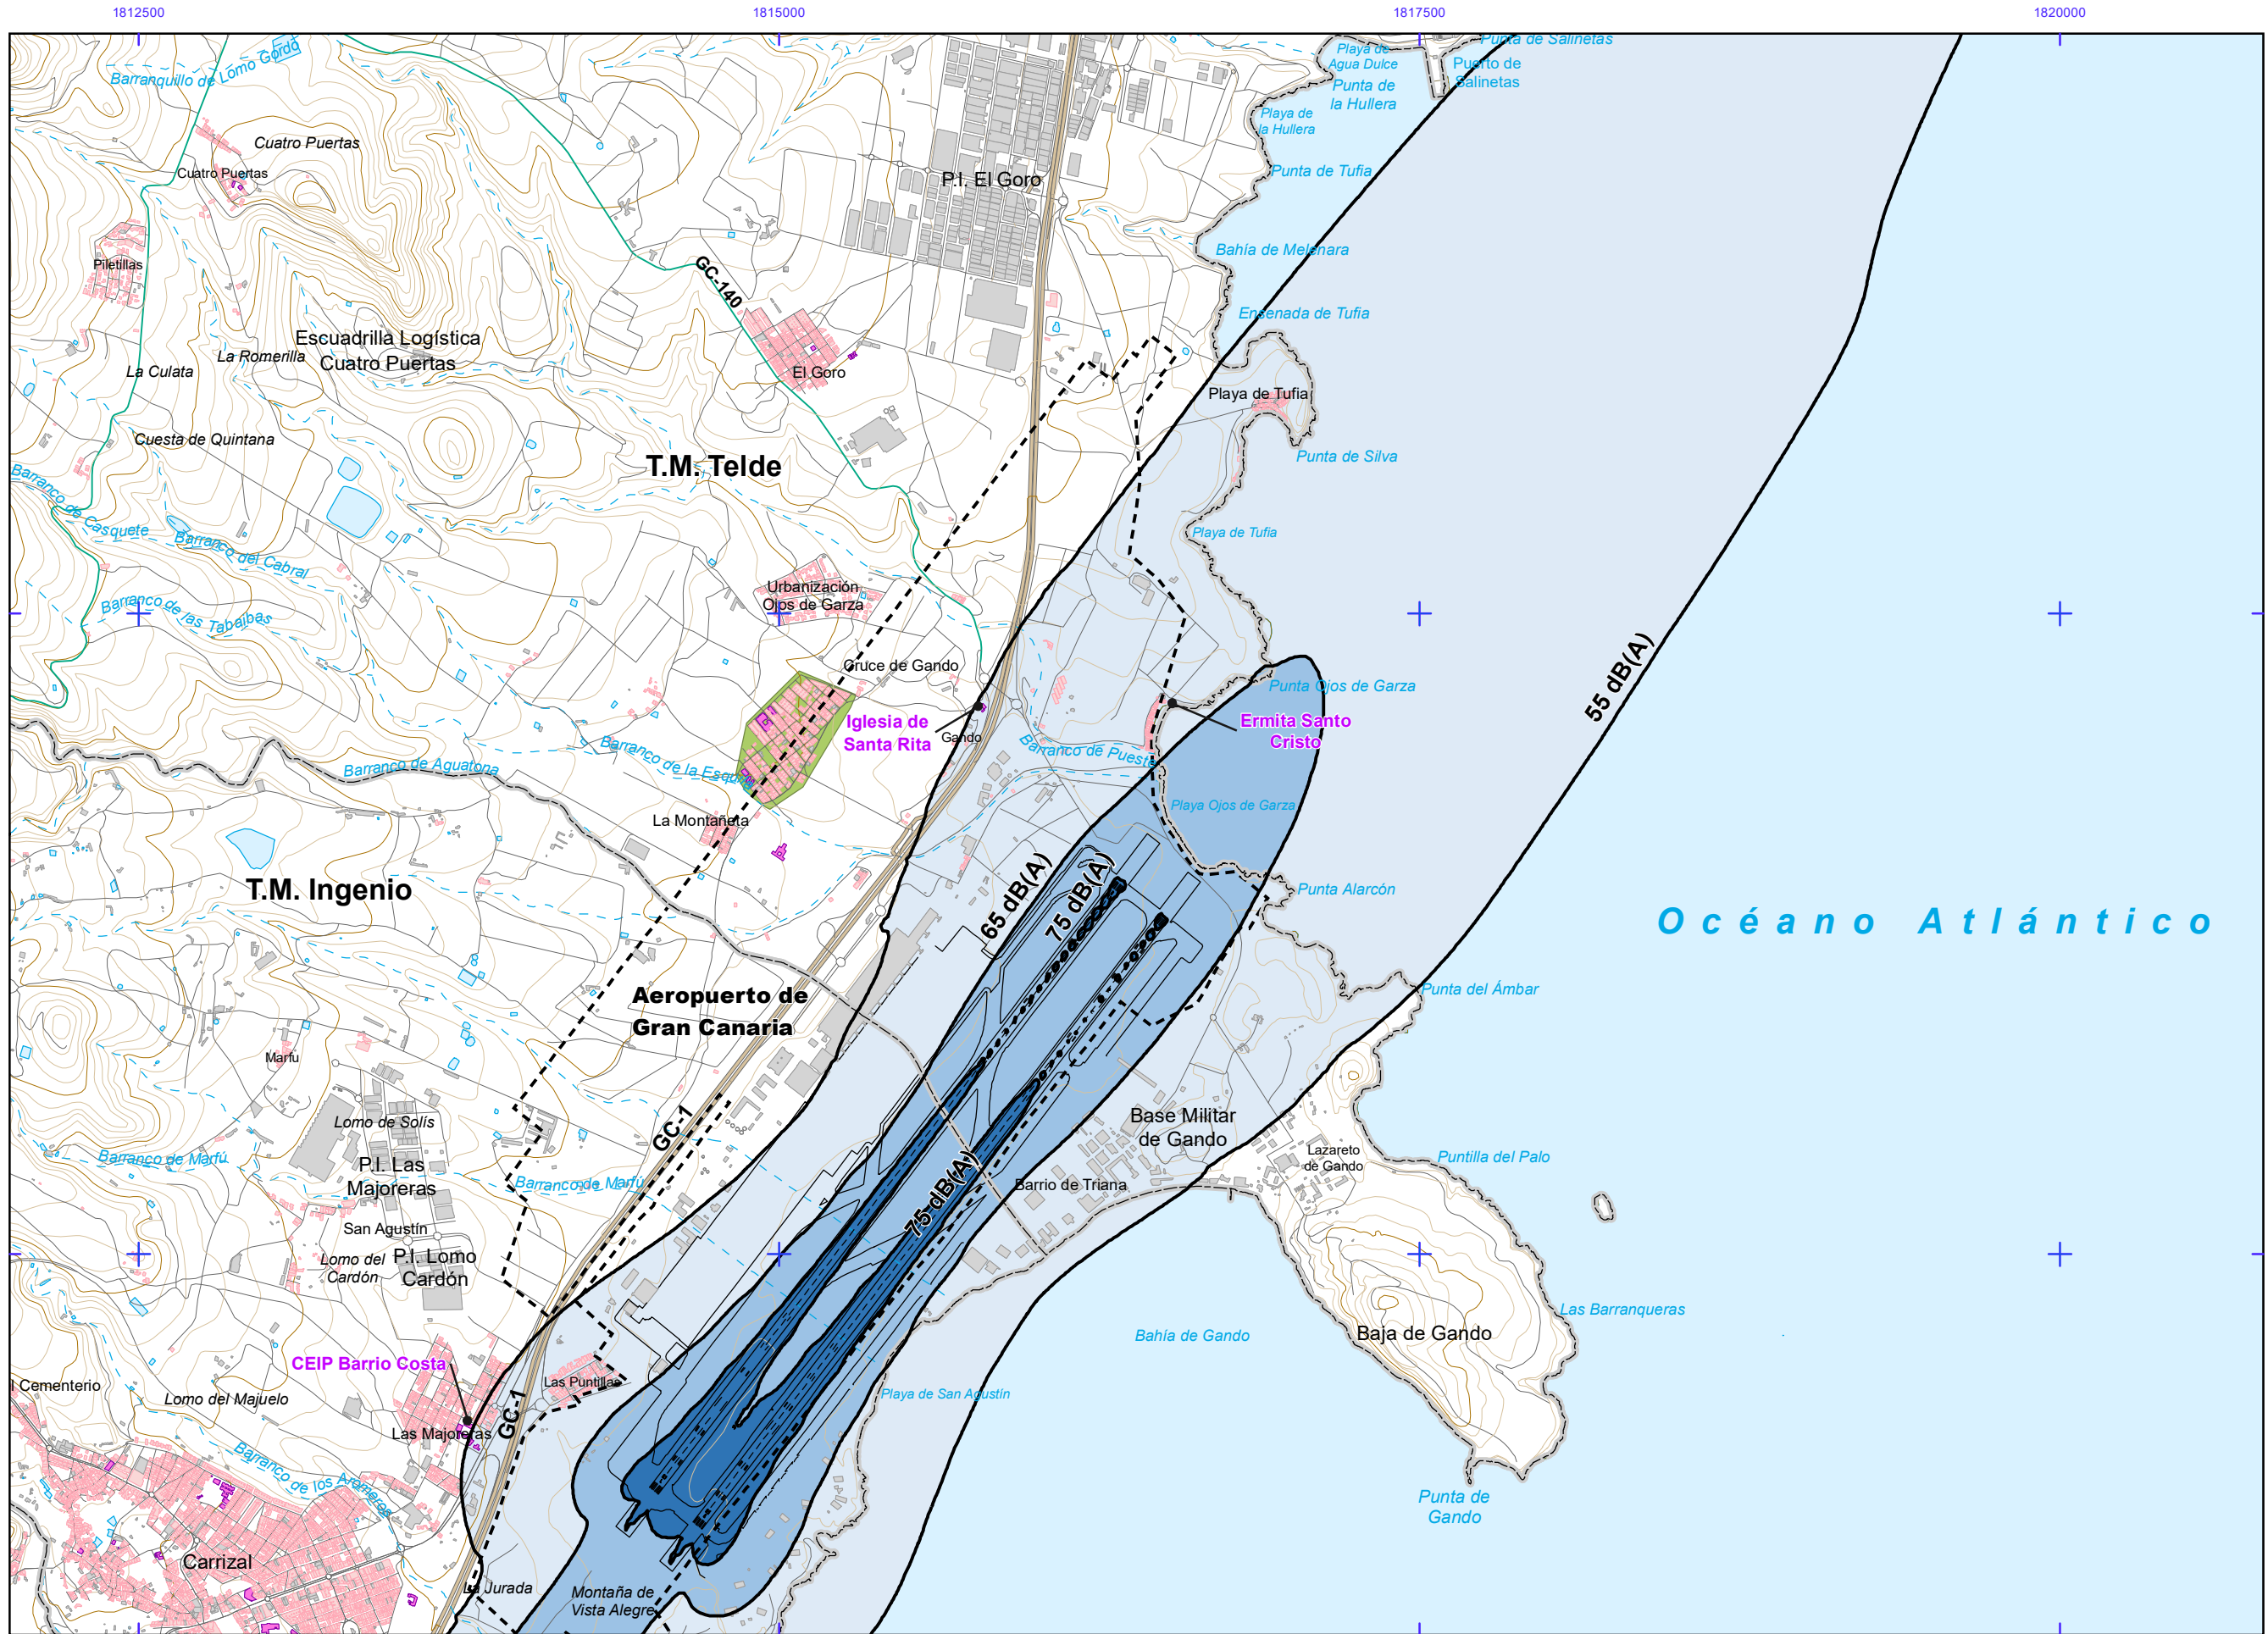 1812500
1815000
1817500
1820000
Punta de Salinetas
Playa de
Agua Dulce
Puerto de
Salinetas
Barranquillo de Lomo Gordo
Punta de
la Hullera
Playa de
la Hullera
Cuatro Puertas
Cuatro Puertas
P.I. El Goro
Punta de Tufia
Bahía de Melenara
Piletillas
GC-140
Ensenada de Tufia
Escuadrilla Logística
Cuatro Puertas
La Romerilla
La Culata
El Goro
Playa de Tufia
Cuesta de Quintana
Punta de Silva
T.M. Telde
Barranco
de Casquete
Barranco del Cabral
Playa de Tufia
Urbanización
Ojos de Garza
Barranco de las Tabaibas
Cruce de Gando
55 dB(A)
Punta Ojos de Garza
Iglesia de
Santa Rita
Gando
Ermita Santo
Cristo
Barranco de Pueste
Barranco de la Esquina
Barranco de Aguatona
Playa Ojos de Garza
La Montañeta
T.M. Ingenio
65 dB(A)
75 dB(A)
Punta Alarcón
Océano Atlántico
Punta del Ámbar
Aeropuerto de
Gran Canaria
Marfu
Lomo de Solís
GC-1
Base Militar
de Gando
Lazareto
de Gando
Puntilla del Palo
Barranco de Marfú
P.I. Las
Majoreras
Barranco de Marfú
75 dB(A)
Barrio de Triana
San Agustín
Lomo del
Cardón
P.I. Lomo
Cardón
Las Barranqueras
Bahía de Gando
Baja de Gando
CEIP Barrio Costa
l Cementerio
Lomo del Majuelo
Las Puntillas
Playa de San Agustín
GC-1
Las Majoreras
Barranco de los Aromeros
Punta de
Gando
Carrizal
La Jurada
Montaña de
Vista Alegre